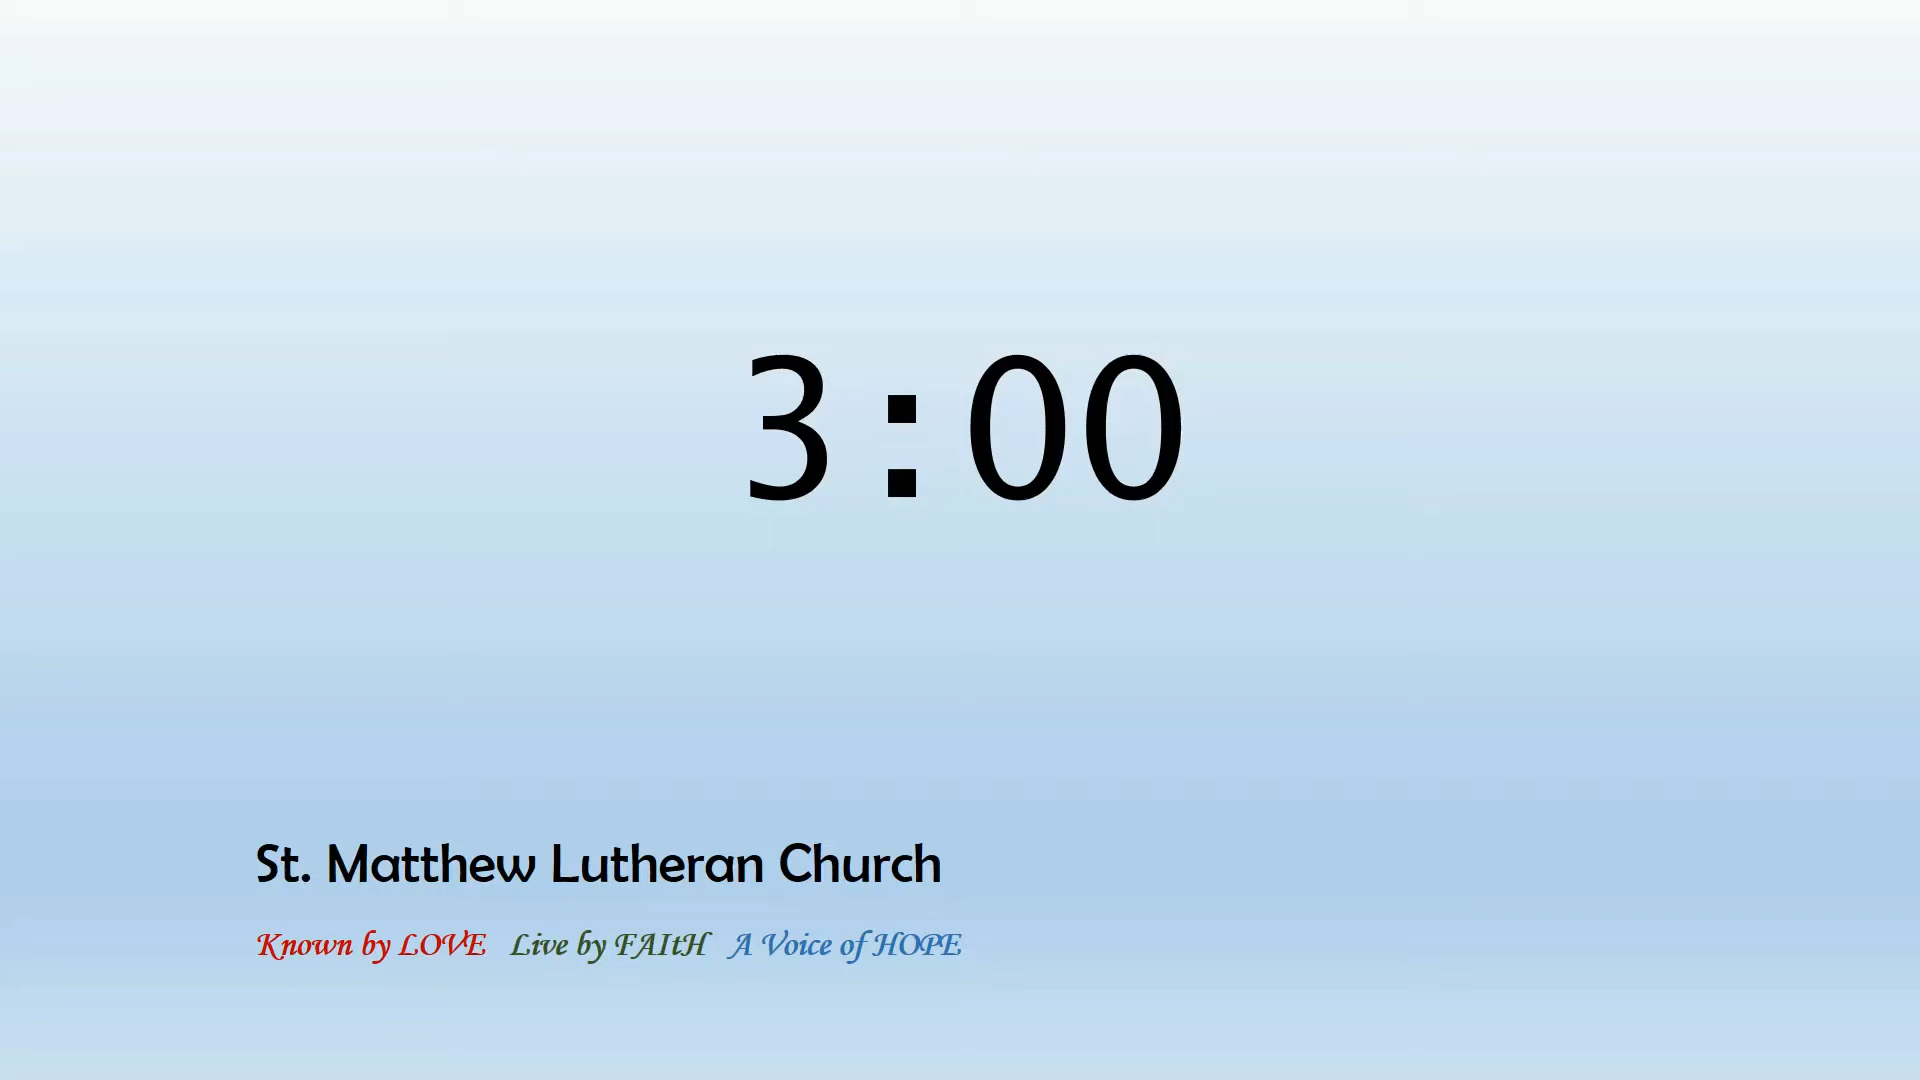 3:00
St. Matthew Lutheran Church
Known by LOVE Live by FAItH A Voice of HOPE